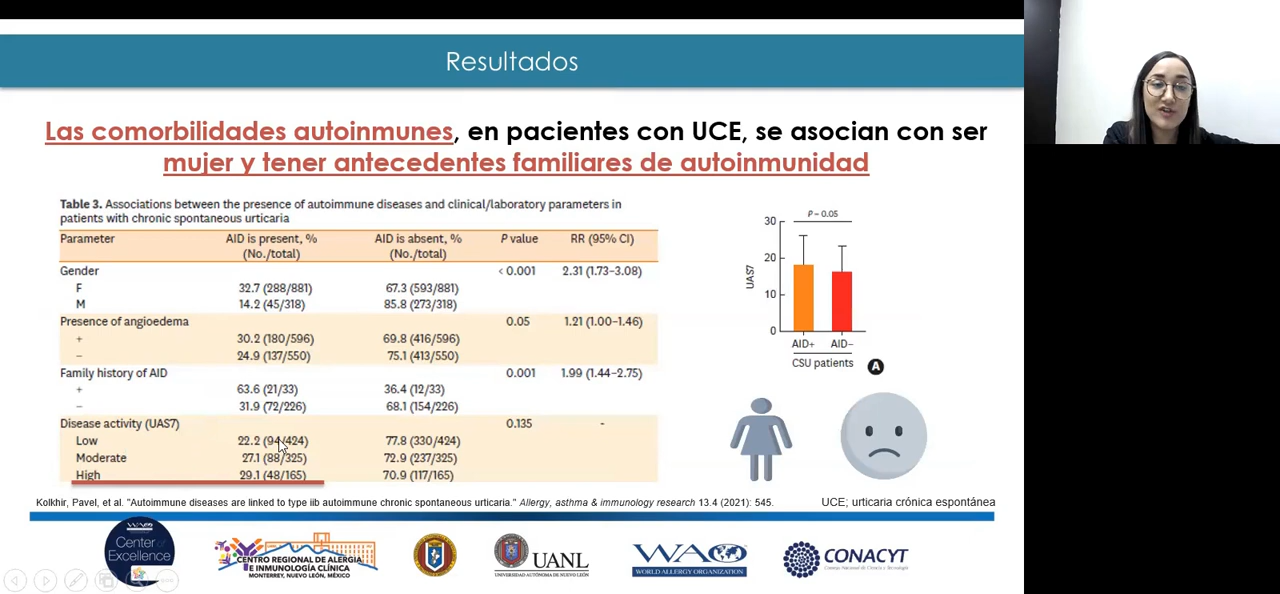 Resultados
Las comorbilidades autoinmunes, en pacientes con UCE, se asocian con ser
mujer y tener antecedentes familiares de autoinmunidad
Table 3. Associations between the presence of autoimmune diseases and clinical/laboratory parameters in
patients with chronic spontaneous urticaria
Parameter AID is present, % AID is absent, % P value RR (95% CI)
(No./total) (No./total)
Gender < 0.001 2.31 (1.73–3.08)
F 32.7 (288/881) 67.3 (593/881)
M 14.2 (45/318) 85.8 (273/318)
Presence of angioedema 0.05 1.21 (1.00–1.46)
+ 30.2 (180/596) 69.8 (416/596)
− 24.9 (137/550) 75.1 (413/550)
Family history of AID 0.001 1.99 (1.44–2.75)
+ 63.6 (21/33) 36.4 (12/33)
− 31.9 (72/226) 68.1 (154/226)
Disease activity (UAS7) 0.135 -
Low 22.2 (94/424) 77.8 (330/424)
Moderate 27.1 (88/325) 72.9 (237/325)
High 29.1 (48/165) 70.9 (117/165)
P = 0.05
30
20
10
0
UAS7
AID+ AID−
CSU patients
A
Kolkhir, Pavel, et al. "Autoimmune diseases are linked to type iib autoimmune chronic spontaneous urticaria." Allergy, asthma & immunology research 13.4 (2021): 545.
UCE; urticaria crónica espontánea
WAO
Center of
Excellence
CENTRO REGIONAL DE ALERGIA
E INMUNOLOGÍA CLÍNICA
MONTERREY, NUEVO LEÓN, MÉXICO
UANL
UNIVERSIDAD AUTÓNOMA DE NUEVO LEÓN
WAO
WORLD ALLERGY ORGANIZATION
CONACYT
Consejo Nacional de Ciencia y Tecnología